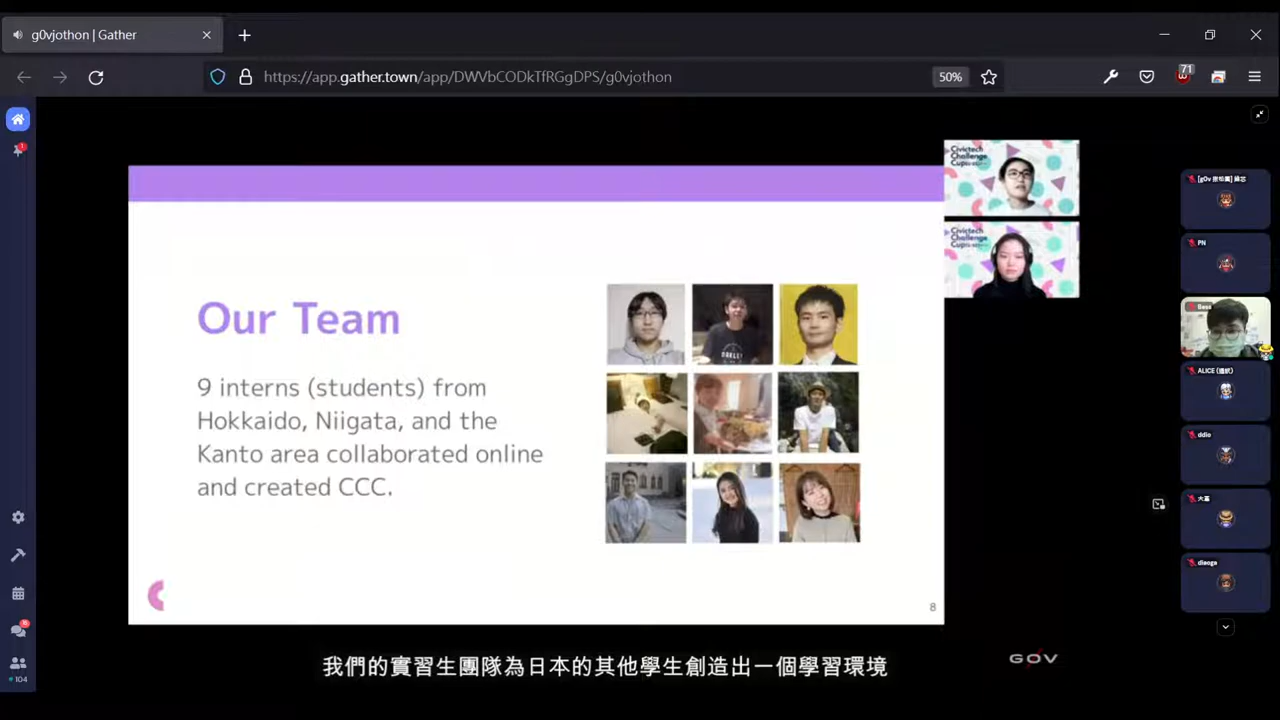 g0vjothon | Gather
https://app.gather.town/app/DWVbCODkTfRGgDPS/g0vjothon
50%
71
1
Civictech
Challenge
Cup
Civictech
Challenge
Cup
Our Team
9 interns (students) from
Hokkaido, Niigata, and the
Kanto area collaborated online
and created CCC.
8
PN
ddio
大墓
104
我們的實習生團隊為日本的其他學生創造出一個學習環境
G0V